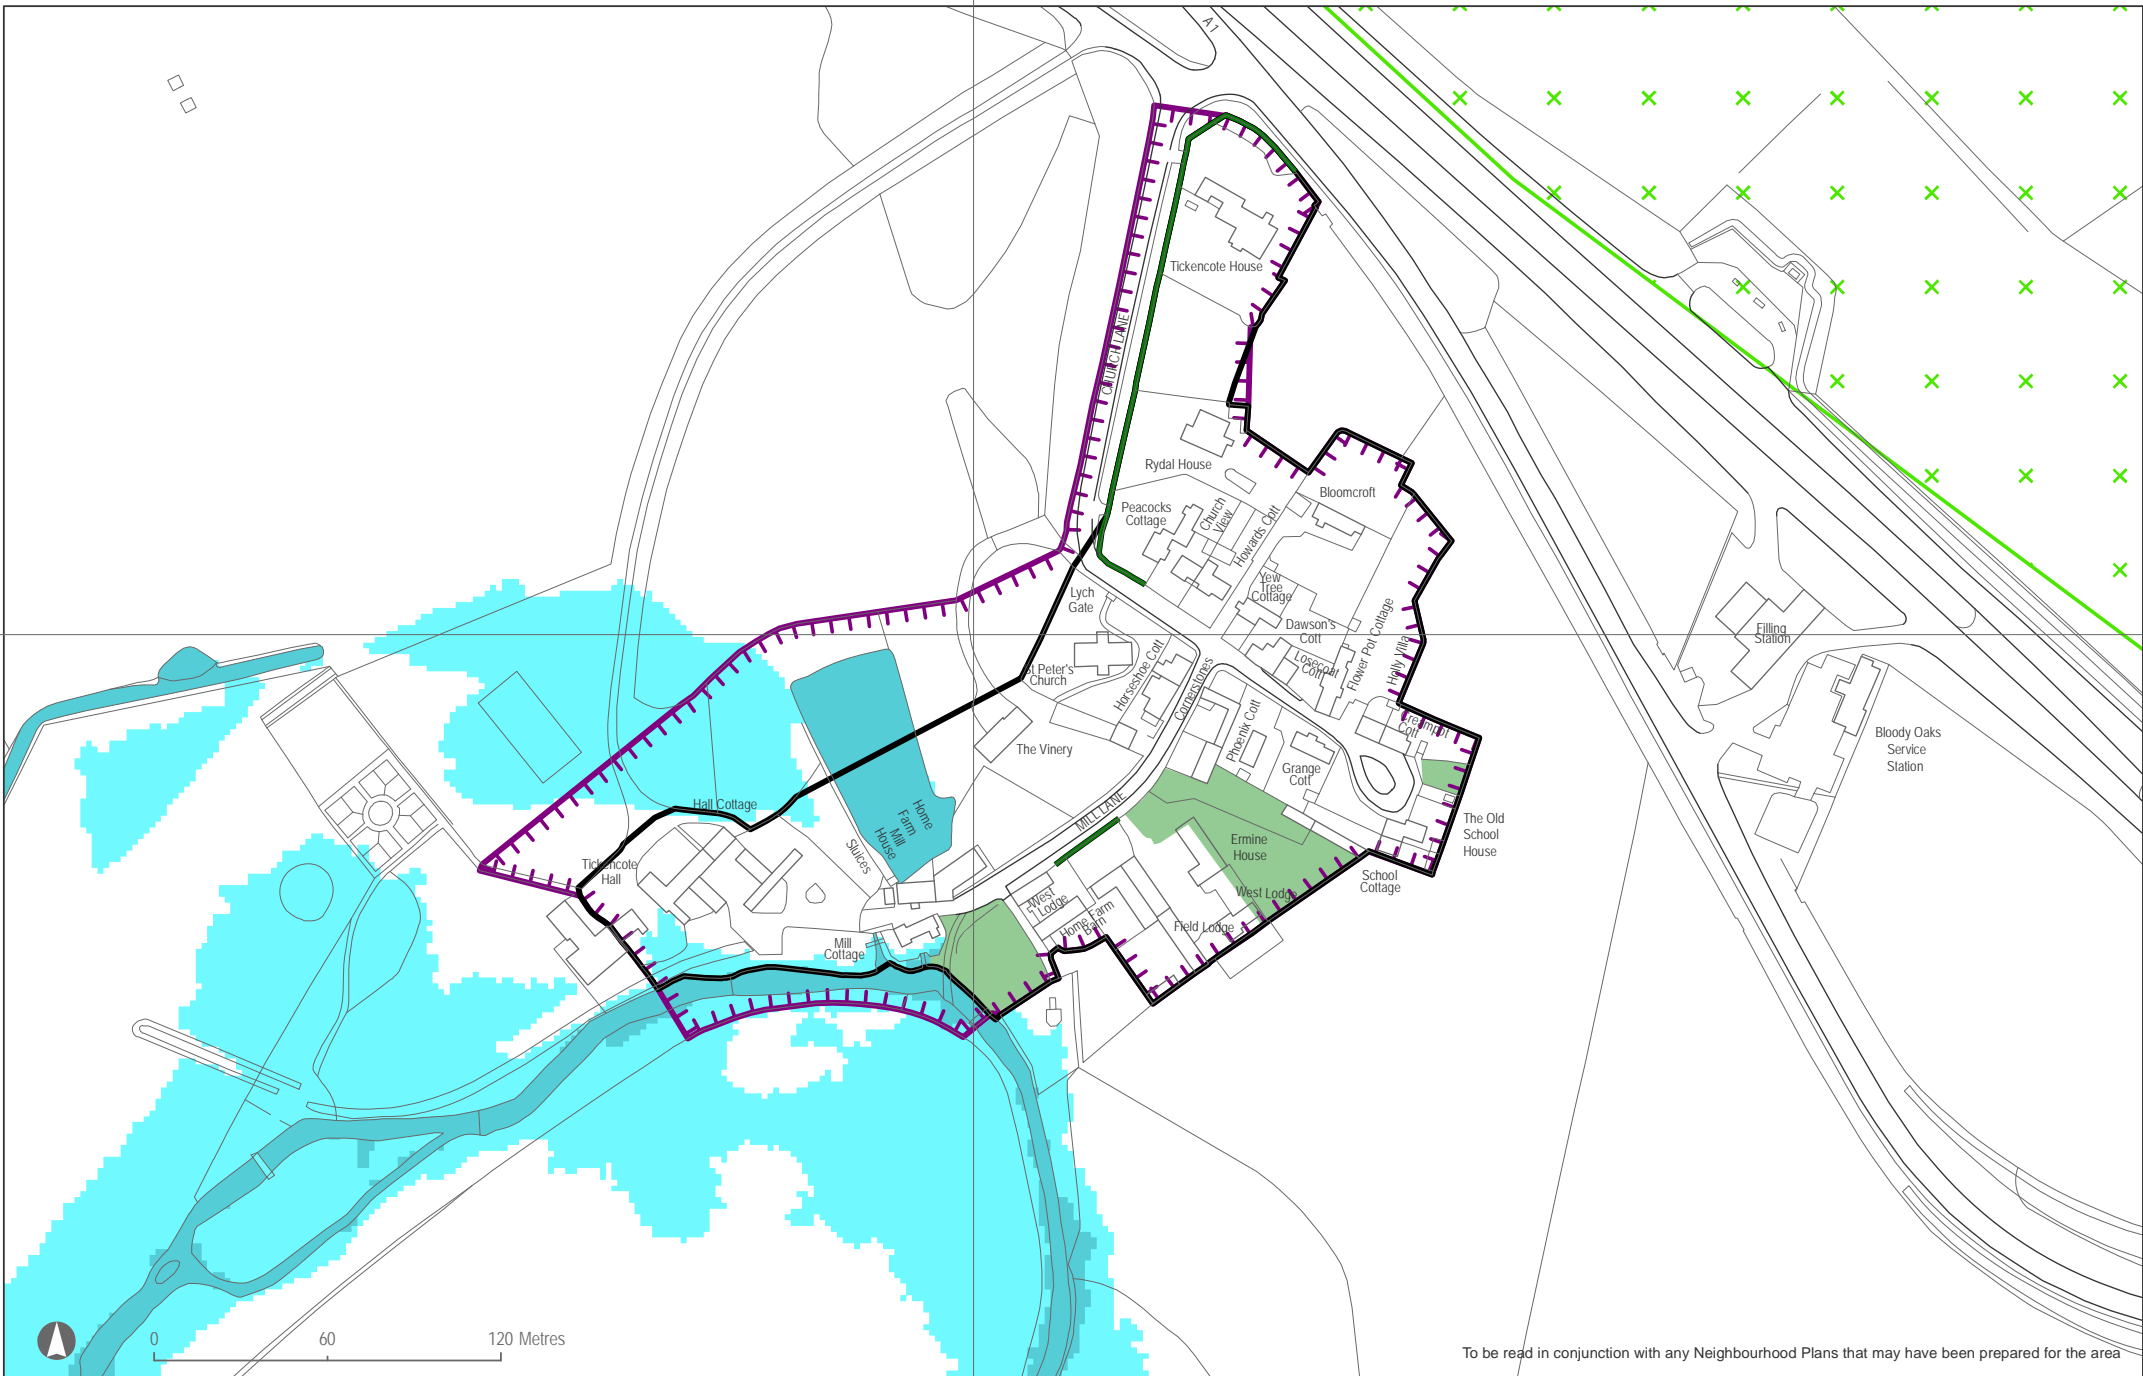 A1
Tickencote House
CHURCH LANE
Rydal House
Bloomcroft
Peacocks
Cottage
Church
View
Howards Cott
Yew
Tree
Cottage
Lych
Gate
Dawson's
Cott
Flower Pot Cottage
Holly Villa
Losecoat
Cott
Filling
Station
St Peter's
Church
Horseshoe Cott
Cornerstones
Creampot
Cott
Phoenix Cott
The Vinery
Grange
Cott
Bloody Oaks
Service
Station
Hall Cottage
Home
Farm
Mill
House
MILL LANE
The Old
School
House
Sluices
Ermine
House
Tickencote
Hall
School
Cottage
West Lodge
West
Lodge
Home Farm
Barn
Field Lodge
Mill
Cottage
0 60 120 Metres
To be read in conjunction with any Neighbourhood Plans that may have been prepared for the area